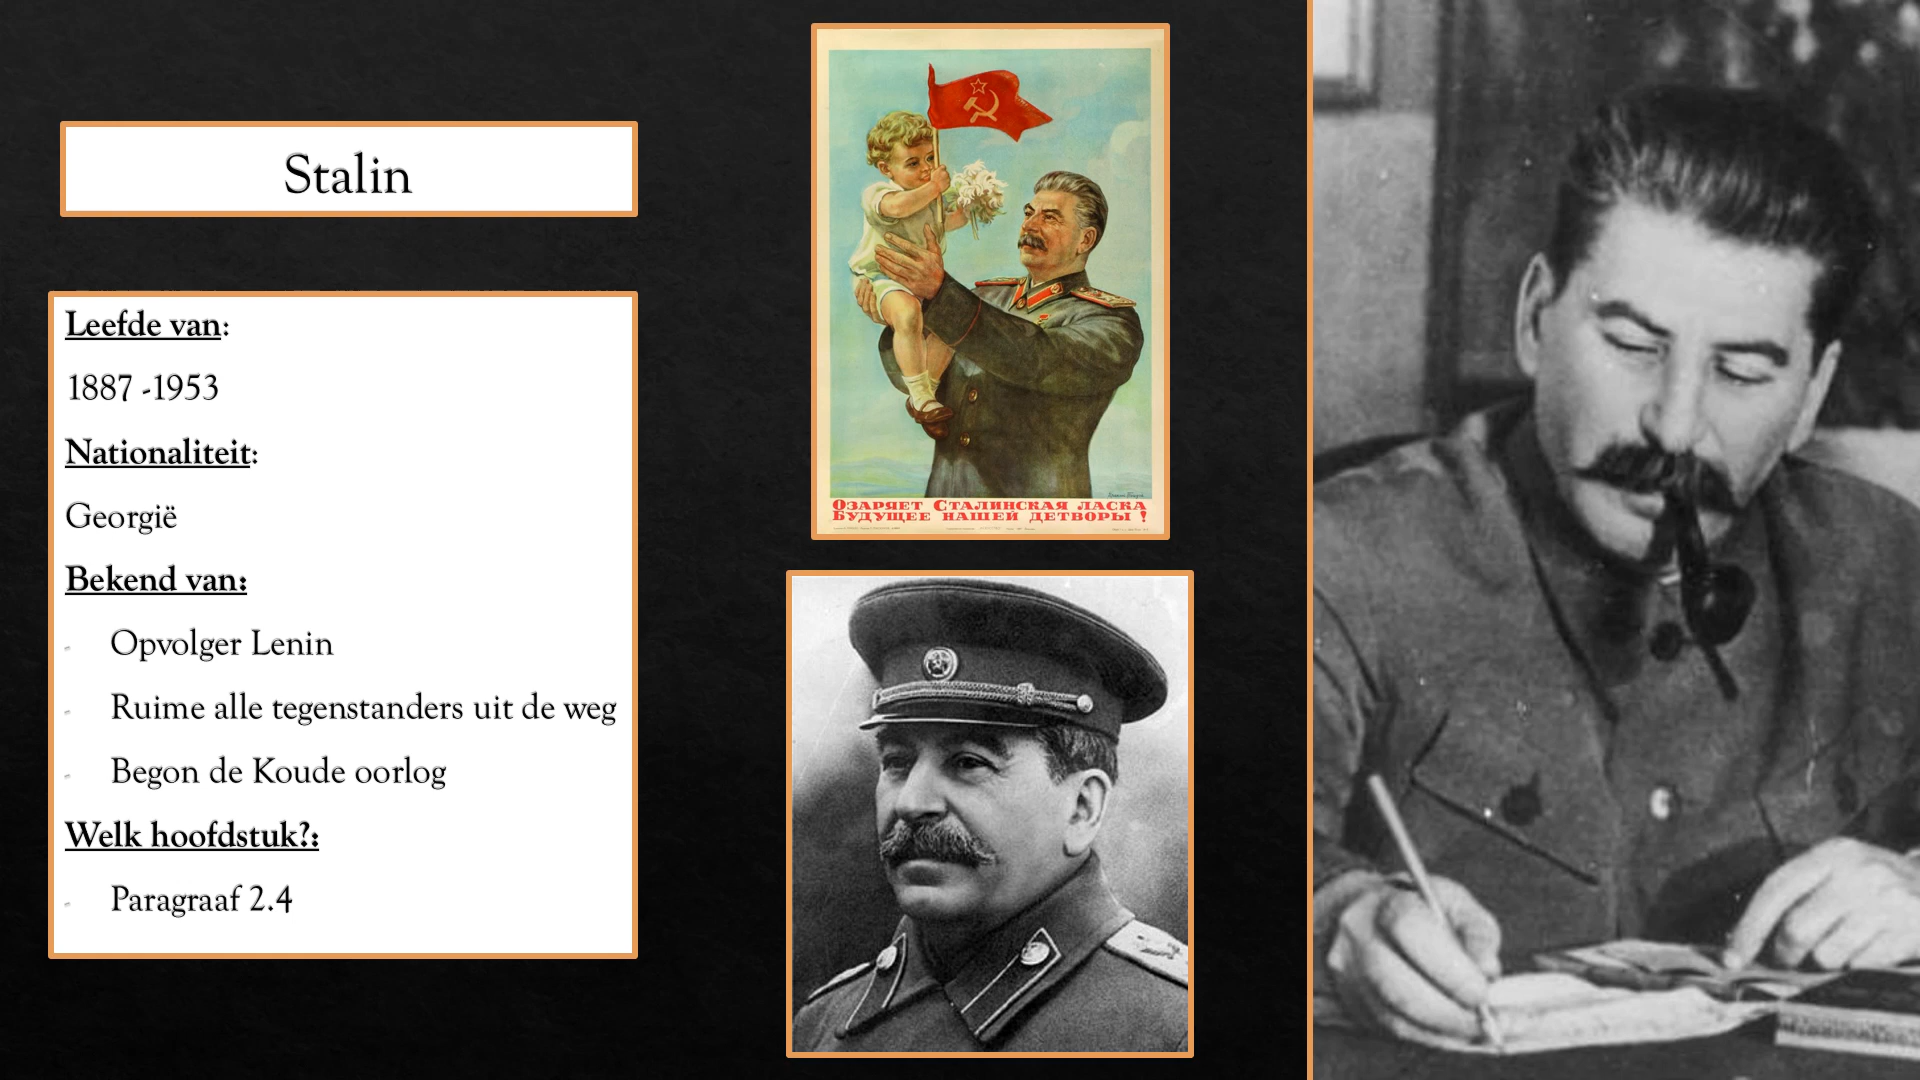 Stalin
Leefde van:
1887 -1953
Nationaliteit:
Georgië
Bekend van:
- Opvolger Lenin
- Ruime alle tegenstanders uit de weg
- Begon de Koude oorlog
Welk hoofdstuk?:
- Paragraaf 2.4
Озаряет Сталинская ласка
будущее нашей детворы !